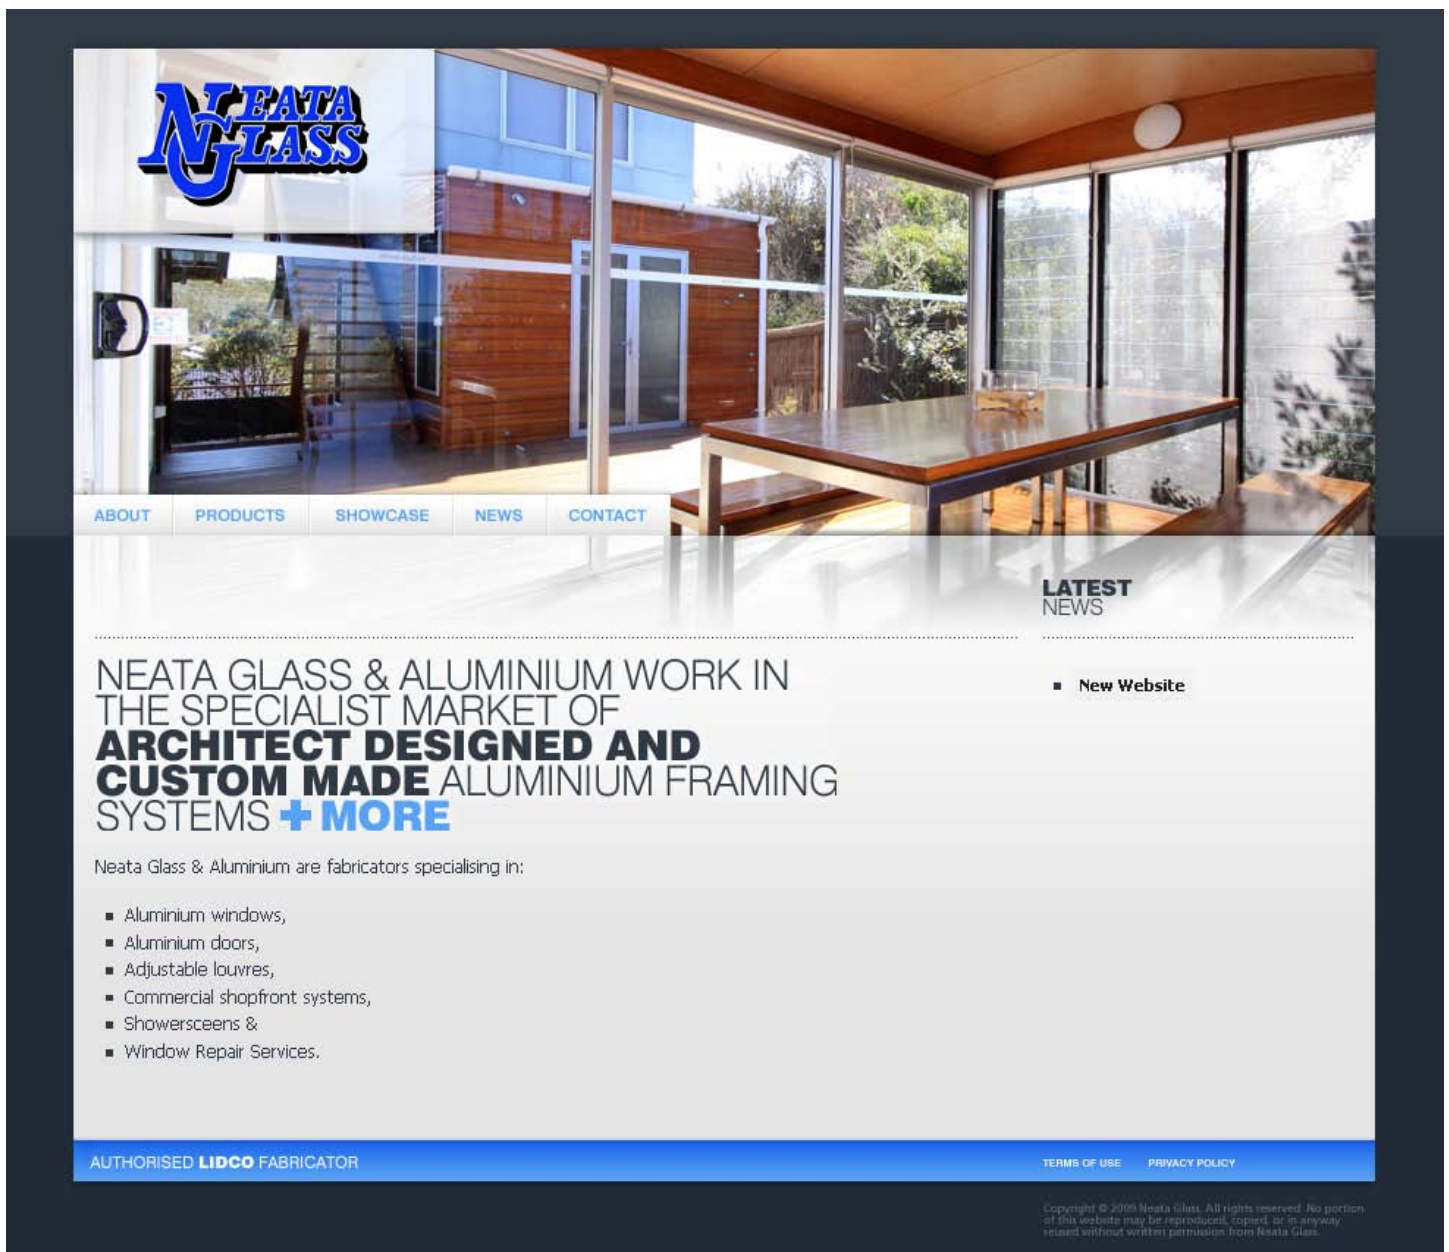 NEATA
GLASS
ABOUT PRODUCTS SHOWCASE NEWS CONTACT
LATEST
NEWS
NEATA GLASS & ALUMINIUM WORK IN
THE SPECIALIST MARKET OF
ARCHITECT DESIGNED AND
CUSTOM MADE ALUMINIUM FRAMING
SYSTEMS + MORE
New Website
Neata Glass & Aluminium are fabricators specialising in:
Aluminium windows,
Aluminium doors,
Adjustable louvres,
Commercial shopfront systems,
Showersceens &
Window Repair Services.
AUTHORISED LIDCO FABRICATOR
TERMS OF USE PRIVACY POLICY
Copyright © 2009 Neata Glass. All rights reserved. No portion
of this website may be reproduced, copied, or in anyway
reused without written permission from Neata Glass.